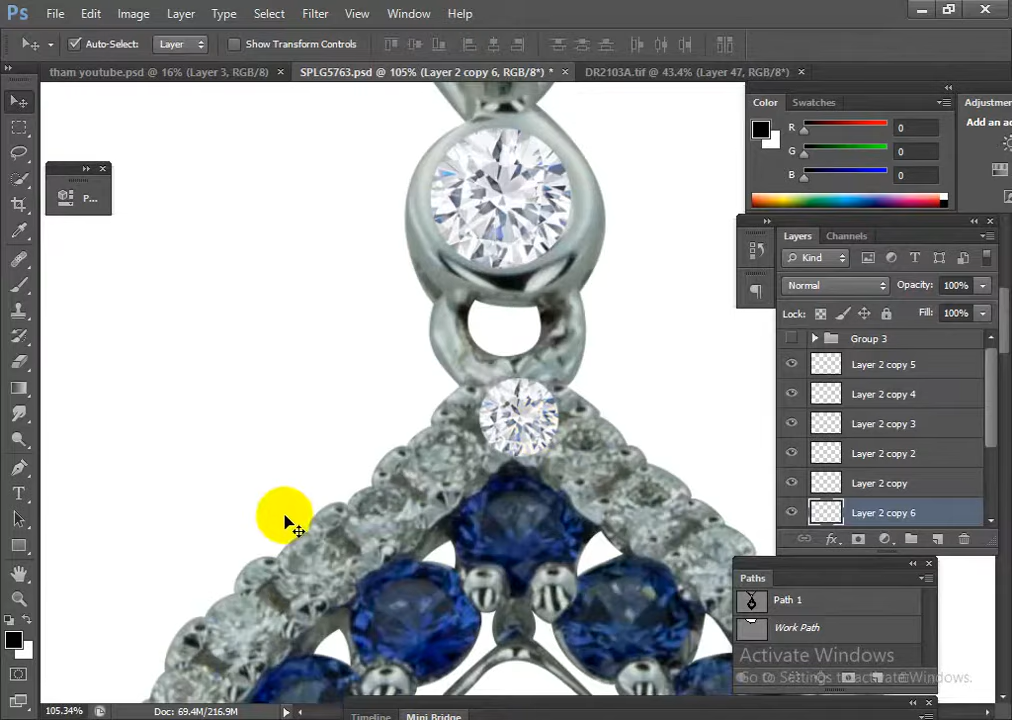 Ps File Edit Image Layer Type Select Filter View Window Help
Auto-Select: Layer Show Transform Controls
tham youtube.psd @ 16% (Layer 3, RGB/8) × SPLG5763.psd @ 105% (Layer 2 copy 6, RGB/8*) * × DR2103A.tif @ 43.4% (Layer 47, RGB/8*) ×
Color Swatches
Adjustmen
Add an ad
R 0
G 0
B 0
P...
Layers Channels
Kind
Normal Opacity: 100%
Lock: Fill: 100%
Group 3
Layer 2 copy 5
Layer 2 copy 4
Layer 2 copy 3
Layer 2 copy 2
Layer 2 copy
Layer 2 copy 6
fx
Paths
Path 1
Work Path
Activate Windows
Go to Settings to activate Windows.
105.34% Doc: 69.4M/216.9M
Timeline Mini Bridge